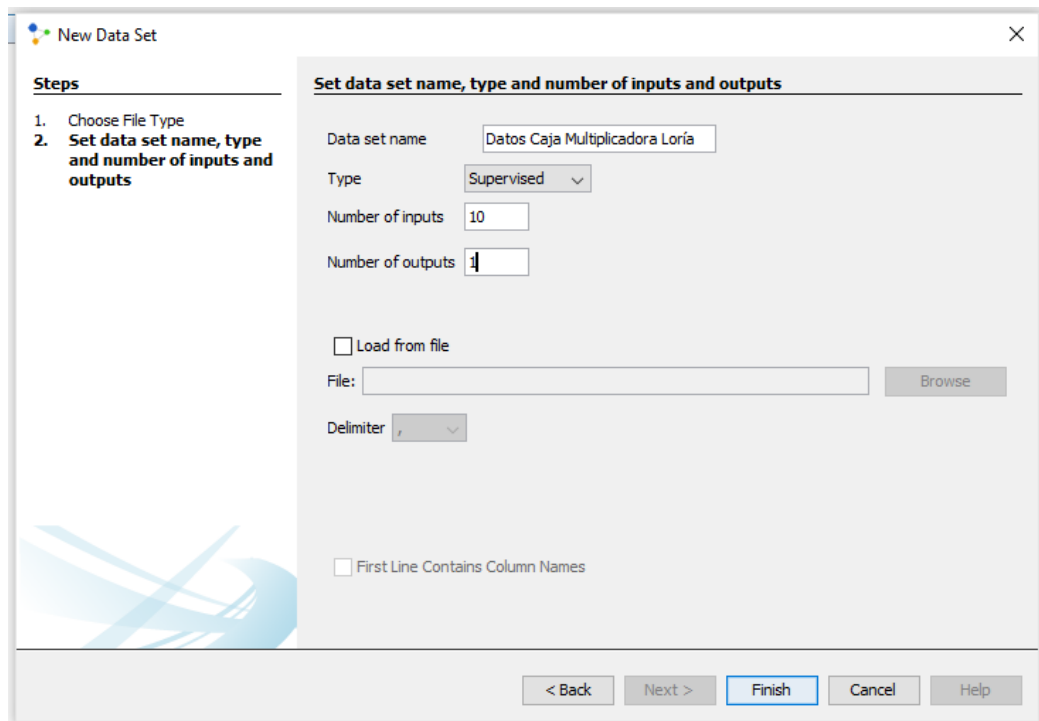 New Data Set
Steps
1. Choose File Type
2. Set data set name, type
and number of inputs and
outputs
Set data set name, type and number of inputs and outputs
Data set name Datos Caja Multiplicadora Loría
Type Supervised
Number of inputs 10
Number of outputs 1
Load from file
File: Browse
Delimiter ,
First Line Contains Column Names
< Back Next > Finish Cancel Help